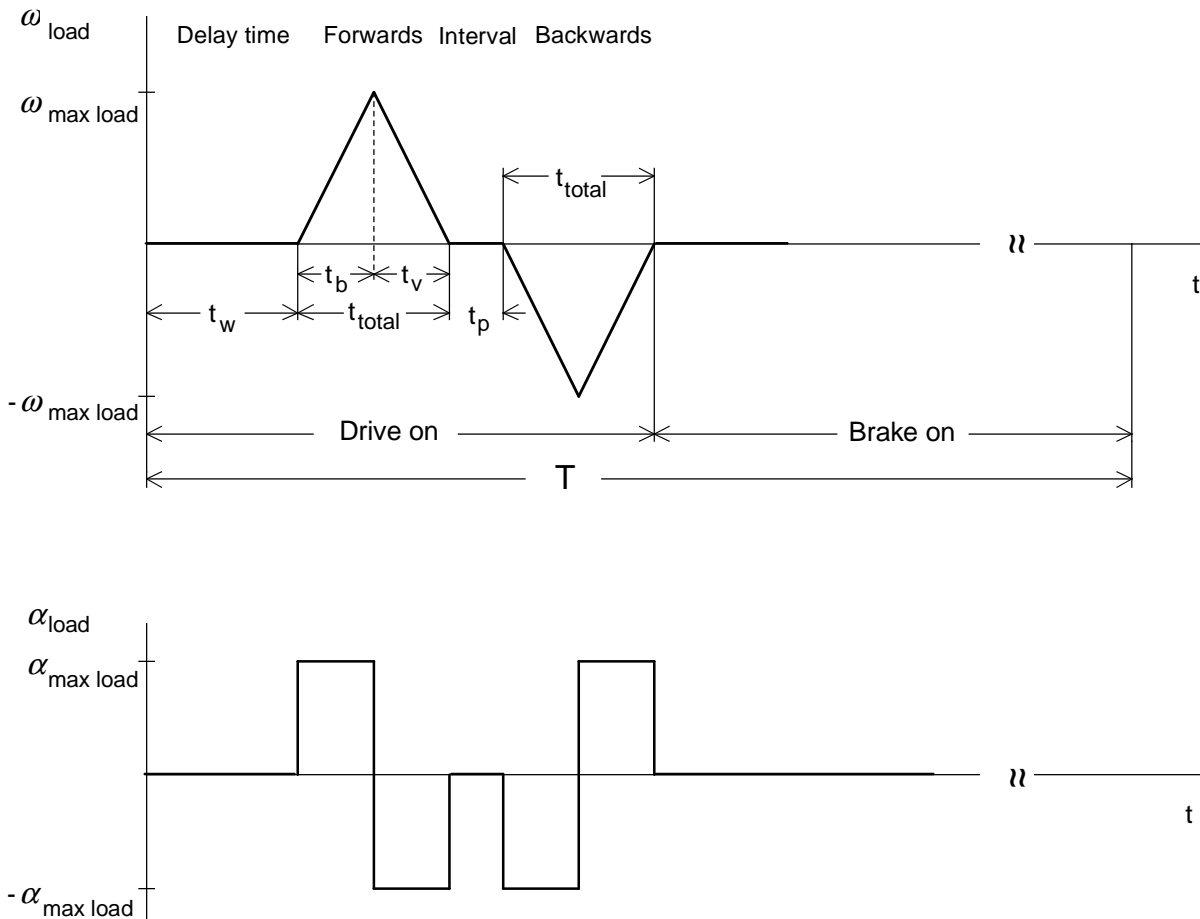 ω load
Delay time Forwards Interval Backwards
ω max load
t total
t b t v
t w t total t p
t
- ω max load
Drive on Brake on
T
α load
α max load
t
- α max load